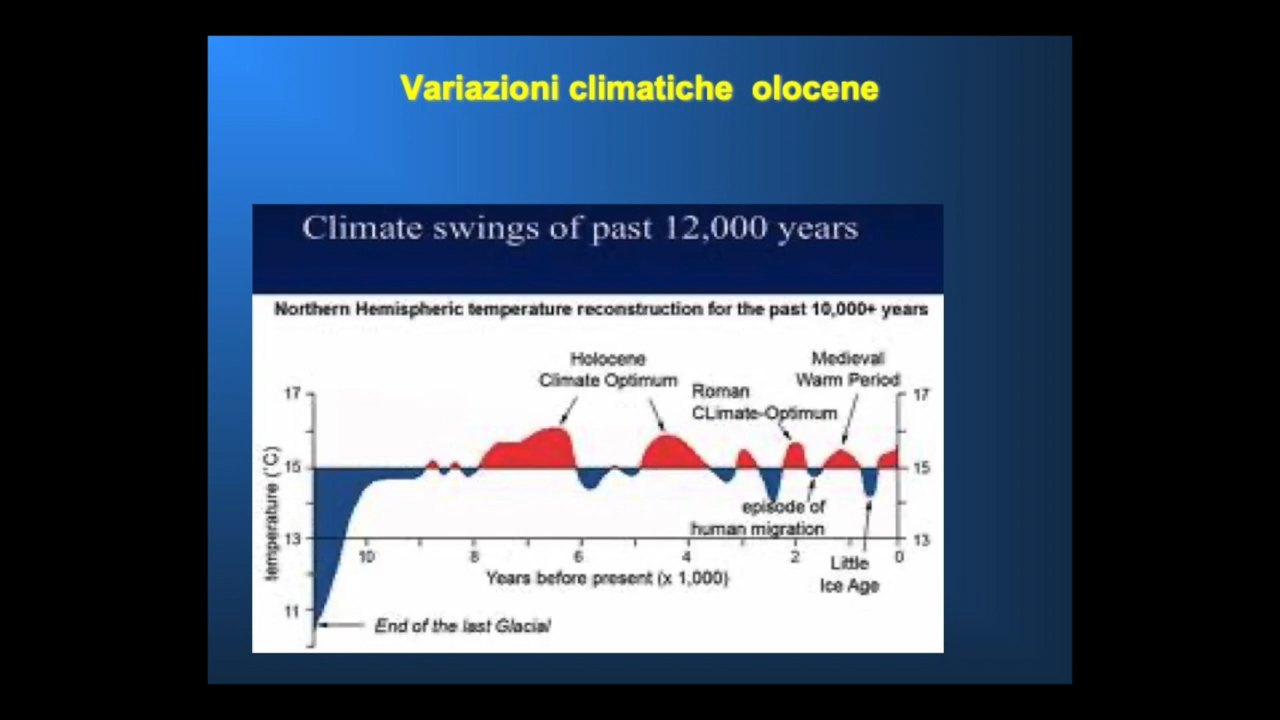 Variazioni climatiche olocene
Climate swings of past 12,000 years
Northern Hemispheric temperature reconstruction for the past 10,000+ years
Holocene
Climate Optimum
Medieval
Warm Period
Roman
CLimate-Optimum
17
17
15
15
temperature (°C)
episode of
human migration
13
13
10
8
6
4
2
0
Years before present (x 1,000)
Little
Ice Age
11
End of the last Glacial